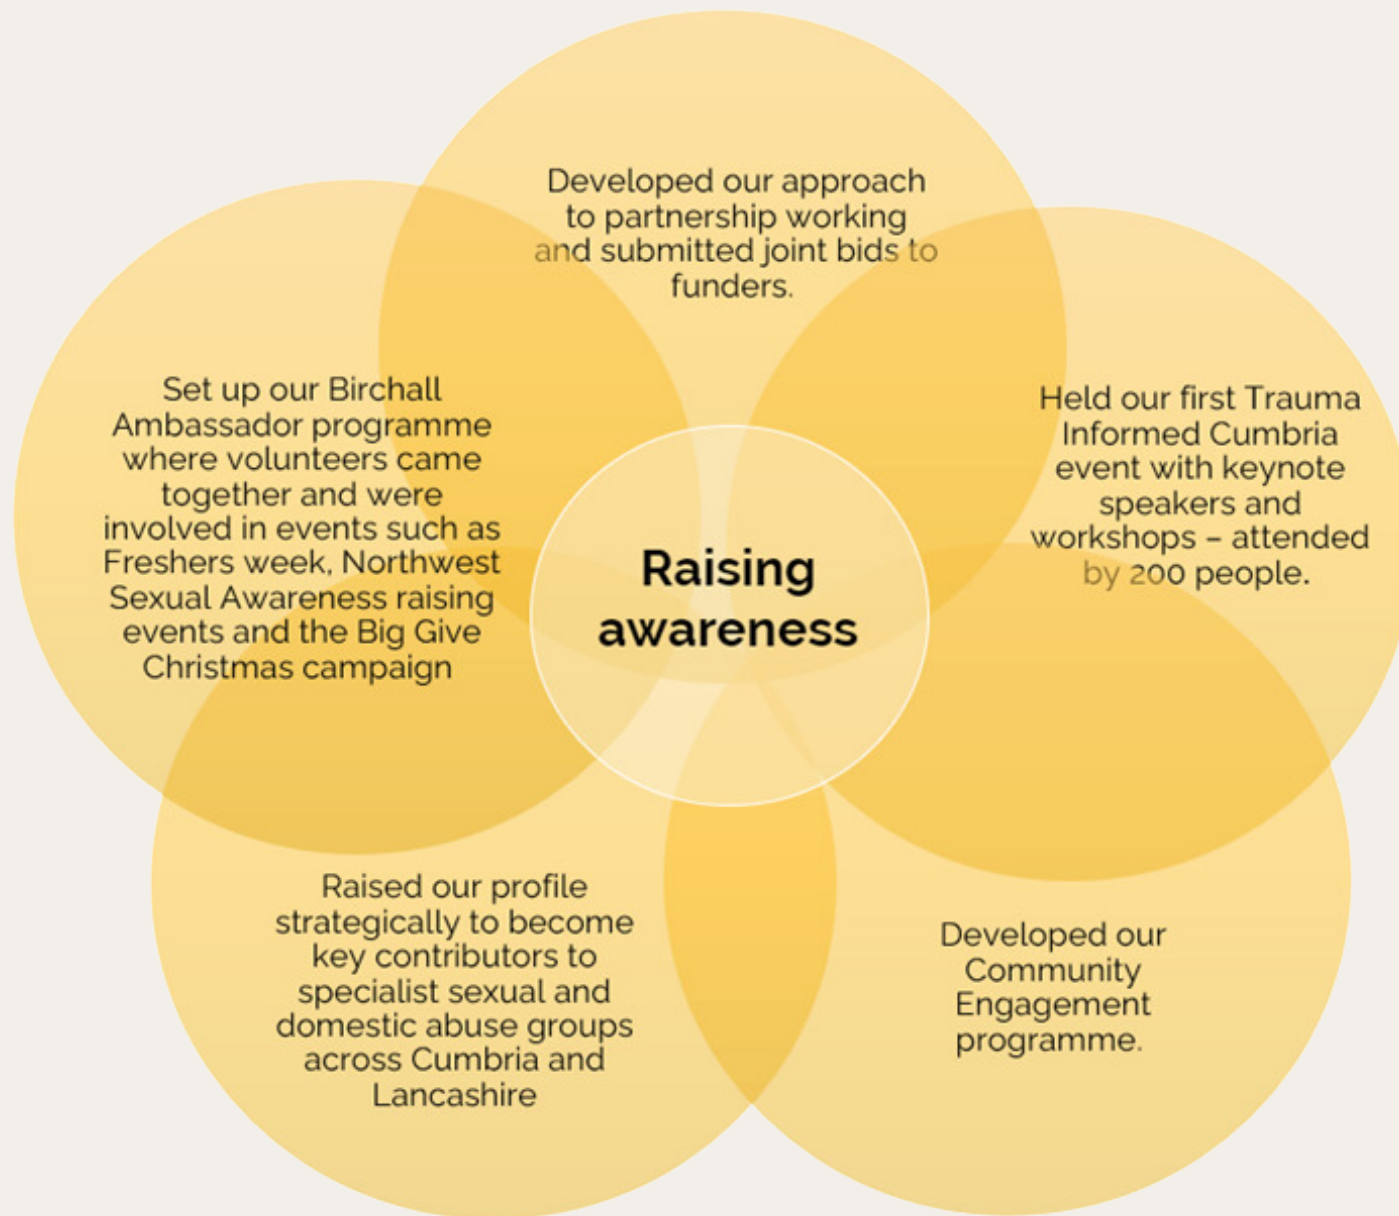 Developed our approach
to partnership working
and submitted joint bids to
funders.
Set up our Birchall
Ambassador programme
where volunteers came
together and were
involved in events such as
Freshers week, Northwest
Sexual Awareness raising
events and the Big Give
Christmas campaign
Held our first Trauma
Informed Cumbria
event with keynote
speakers and
workshops – attended
by 200 people.
Raising
awareness
Raised our profile
strategically to become
key contributors to
specialist sexual and
domestic abuse groups
across Cumbria and
Lancashire
Developed our
Community
Engagement
programme.